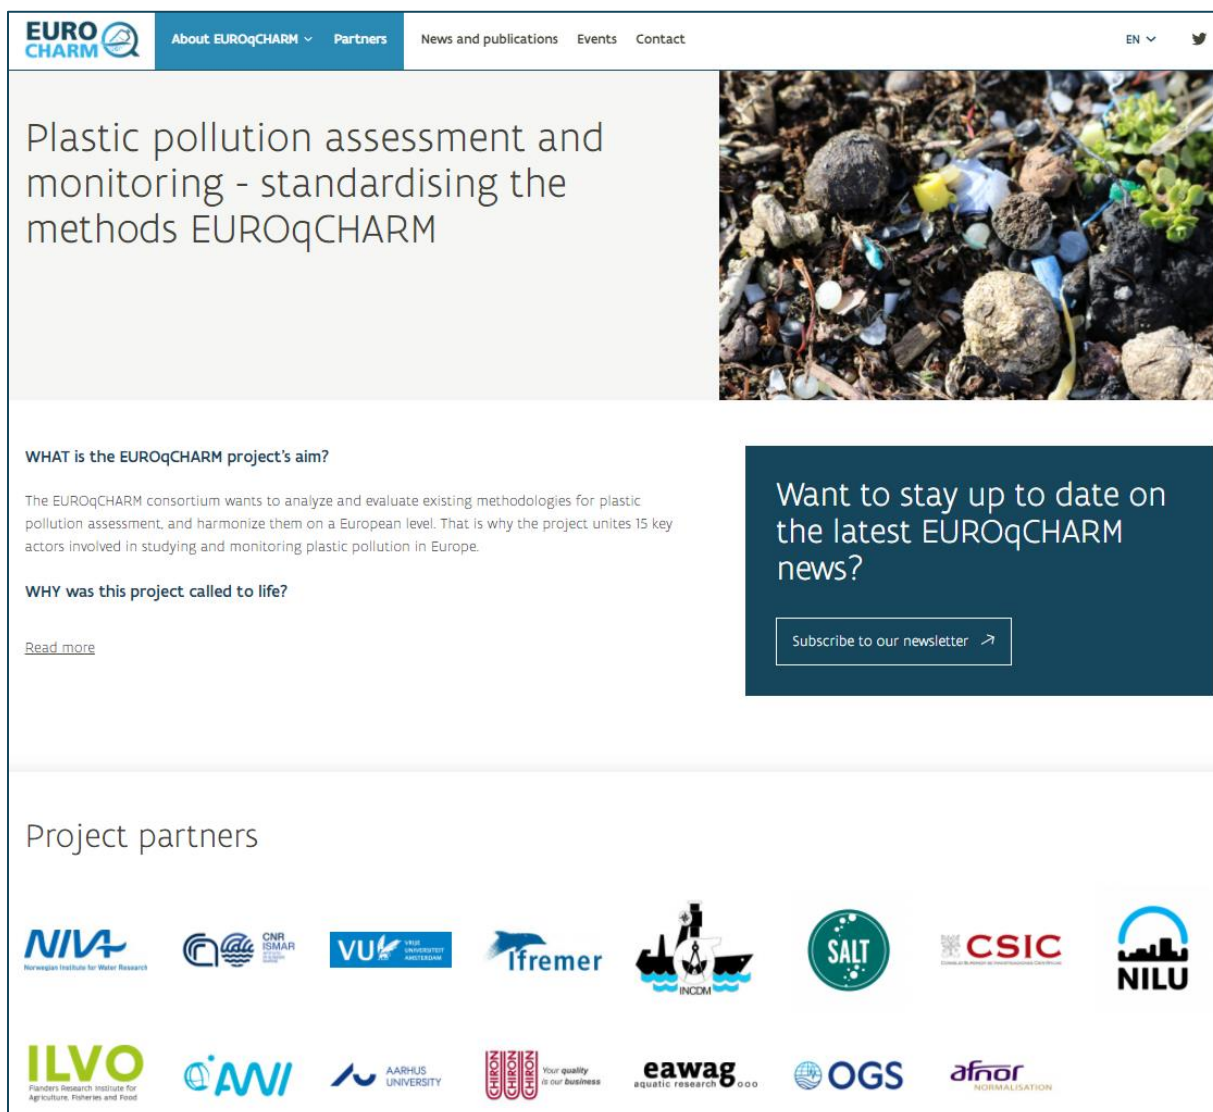 EURO
CHARM
About EUROqCHARM Partners News and publications Events Contact EN
Plastic pollution assessment and
monitoring - standardising the
methods EUROqCHARM
WHAT is the EUROqCHARM project's aim?
The EUROqCHARM consortium wants to analyze and evaluate existing methodologies for plastic
pollution assessment, and harmonize them on a European level. That is why the project unites 15 key
actors involved in studying and monitoring plastic pollution in Europe.
WHY was this project called to life?
Read more
Want to stay up to date on
the latest EUROqCHARM
news?
Subscribe to our newsletter
Project partners
NIVA
Norwegian Institute for Water Research
CNR
ISMAR
VU
VRIJE
UNIVERSITEIT
AMSTERDAM
Ifremer
INCDM
SALT
CSIC
NILU
ILVO
Flanders Research Institute for
Agriculture, Fisheries and Food
AWI
AARHUS
UNIVERSITY
CHIRON
CHIRON
CHIRON
Your quality
is our business
eawag
aquatic research
OGS
afnor
NORMALISATION